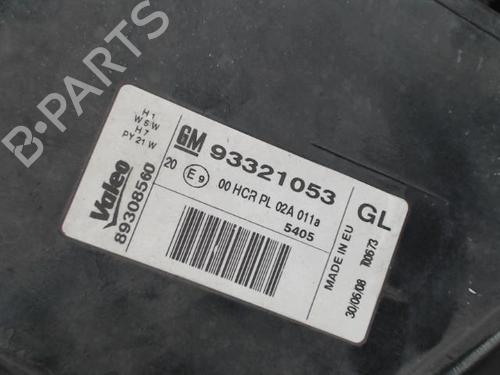 B-PARTS
H1
W5W
H7
PY21W
GM 93321053
20 E9 00 HCR PL 02A 011a
5405
Valeo
89308560
GL
MADE IN EU
30/06/08 T00673